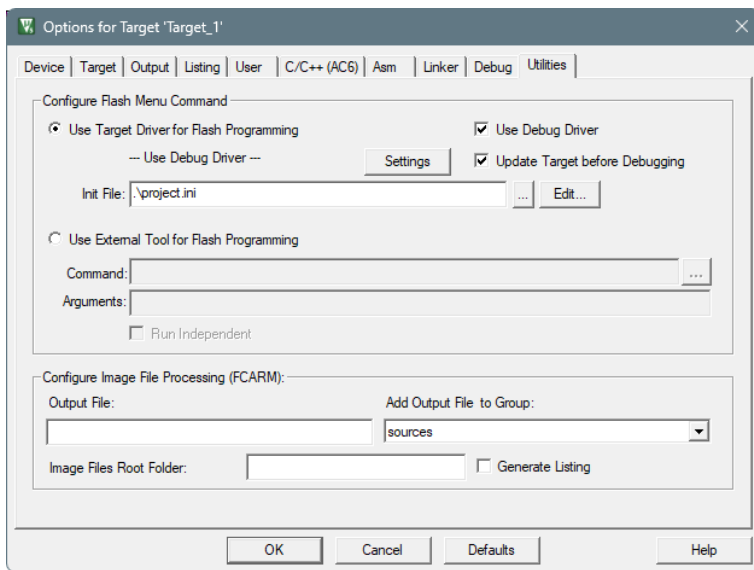 Options for Target 'Target_1'
Device Target Output Listing User C/C++ (AC6) Asm Linker Debug Utilities
Configure Flash Menu Command
Use Target Driver for Flash Programming Use Debug Driver
--- Use Debug Driver --- Settings Update Target before Debugging
Init File: .\project.ini ... Edit...
Use External Tool for Flash Programming
Command: ...
Arguments:
Run Independent
Configure Image File Processing (FCARM):
Output File: Add Output File to Group:
sources
Image Files Root Folder: Generate Listing
OK Cancel Defaults Help